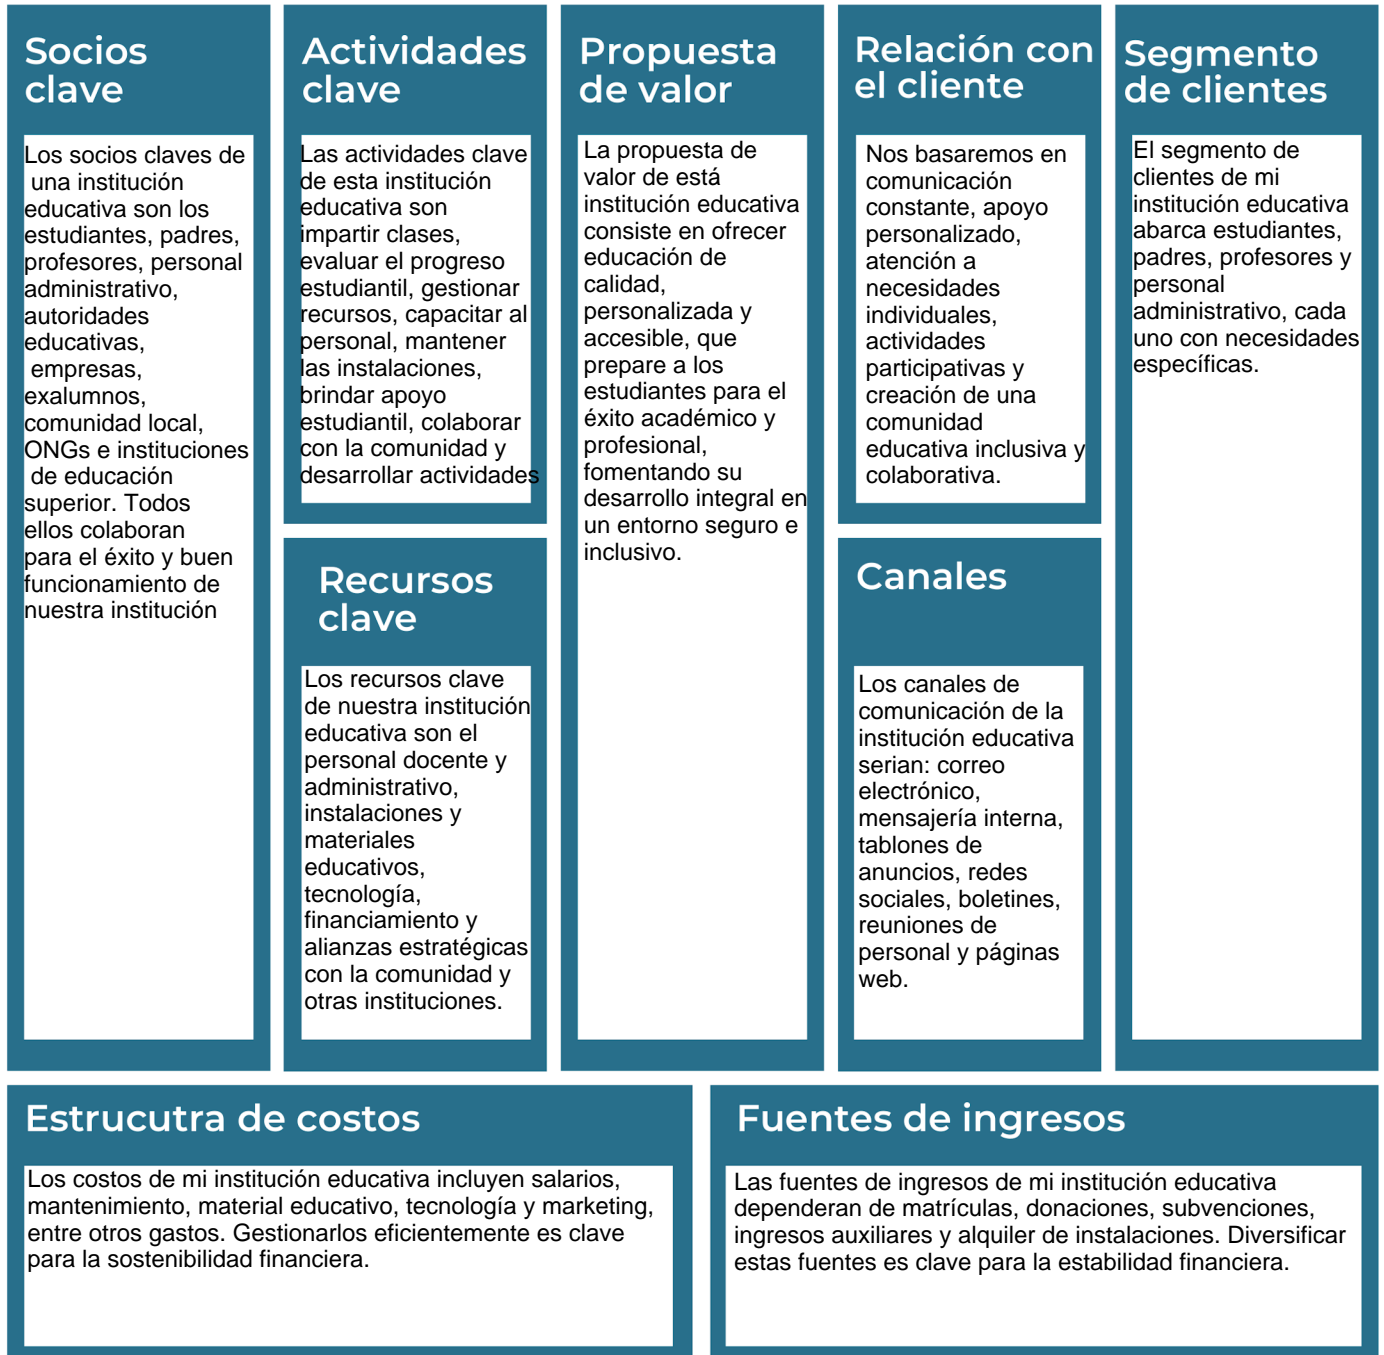 Socios
clave
Los socios claves de
una institución
educativa son los
estudiantes, padres,
profesores, personal
administrativo,
autoridades
educativas,
empresas,
exalumnos,
comunidad local,
ONGs e instituciones
de educación
superior. Todos
ellos colaboran
para el éxito y buen
funcionamiento de
nuestra institución
Actividades
clave
Las actividades clave
de esta institución
educativa son
impartir clases,
evaluar el progreso
estudiantil, gestionar
recursos, capacitar al
personal, mantener
las instalaciones,
brindar apoyo
estudiantil, colaborar
con la comunidad y
desarrollar actividades
Recursos
clave
Los recursos clave
de nuestra institución
educativa son el
personal docente y
administrativo,
instalaciones y
materiales
educativos,
tecnología,
financiamiento y
alianzas estratégicas
con la comunidad y
otras instituciones.
Propuesta
de valor
La propuesta de
valor de está
institución educativa
consiste en ofrecer
educación de
calidad,
personalizada y
accesible, que
prepare a los
estudiantes para el
éxito académico y
profesional,
fomentando su
desarrollo integral en
un entorno seguro e
inclusivo.
Relación con
el cliente
Nos basaremos en
comunicación
constante, apoyo
personalizado,
atención a
necesidades
individuales,
actividades
participativas y
creación de una
comunidad
educativa inclusiva y
colaborativa.
Canales
Los canales de
comunicación de la
institución educativa
serian: correo
electrónico,
mensajería interna,
tablones de
anuncios, redes
sociales, boletines,
reuniones de
personal y páginas
web.
Segmento
de clientes
El segmento de
clientes de mi
institución educativa
abarca estudiantes,
padres, profesores y
personal
administrativo, cada
uno con necesidades
específicas.
Estrucutra de costos
Los costos de mi institución educativa incluyen salarios,
mantenimiento, material educativo, tecnología y marketing,
entre otros gastos. Gestionarlos eficientemente es clave
para la sostenibilidad financiera.
Fuentes de ingresos
Las fuentes de ingresos de mi institución educativa
dependeran de matrículas, donaciones, subvenciones,
ingresos auxiliares y alquiler de instalaciones. Diversificar
estas fuentes es clave para la estabilidad financiera.